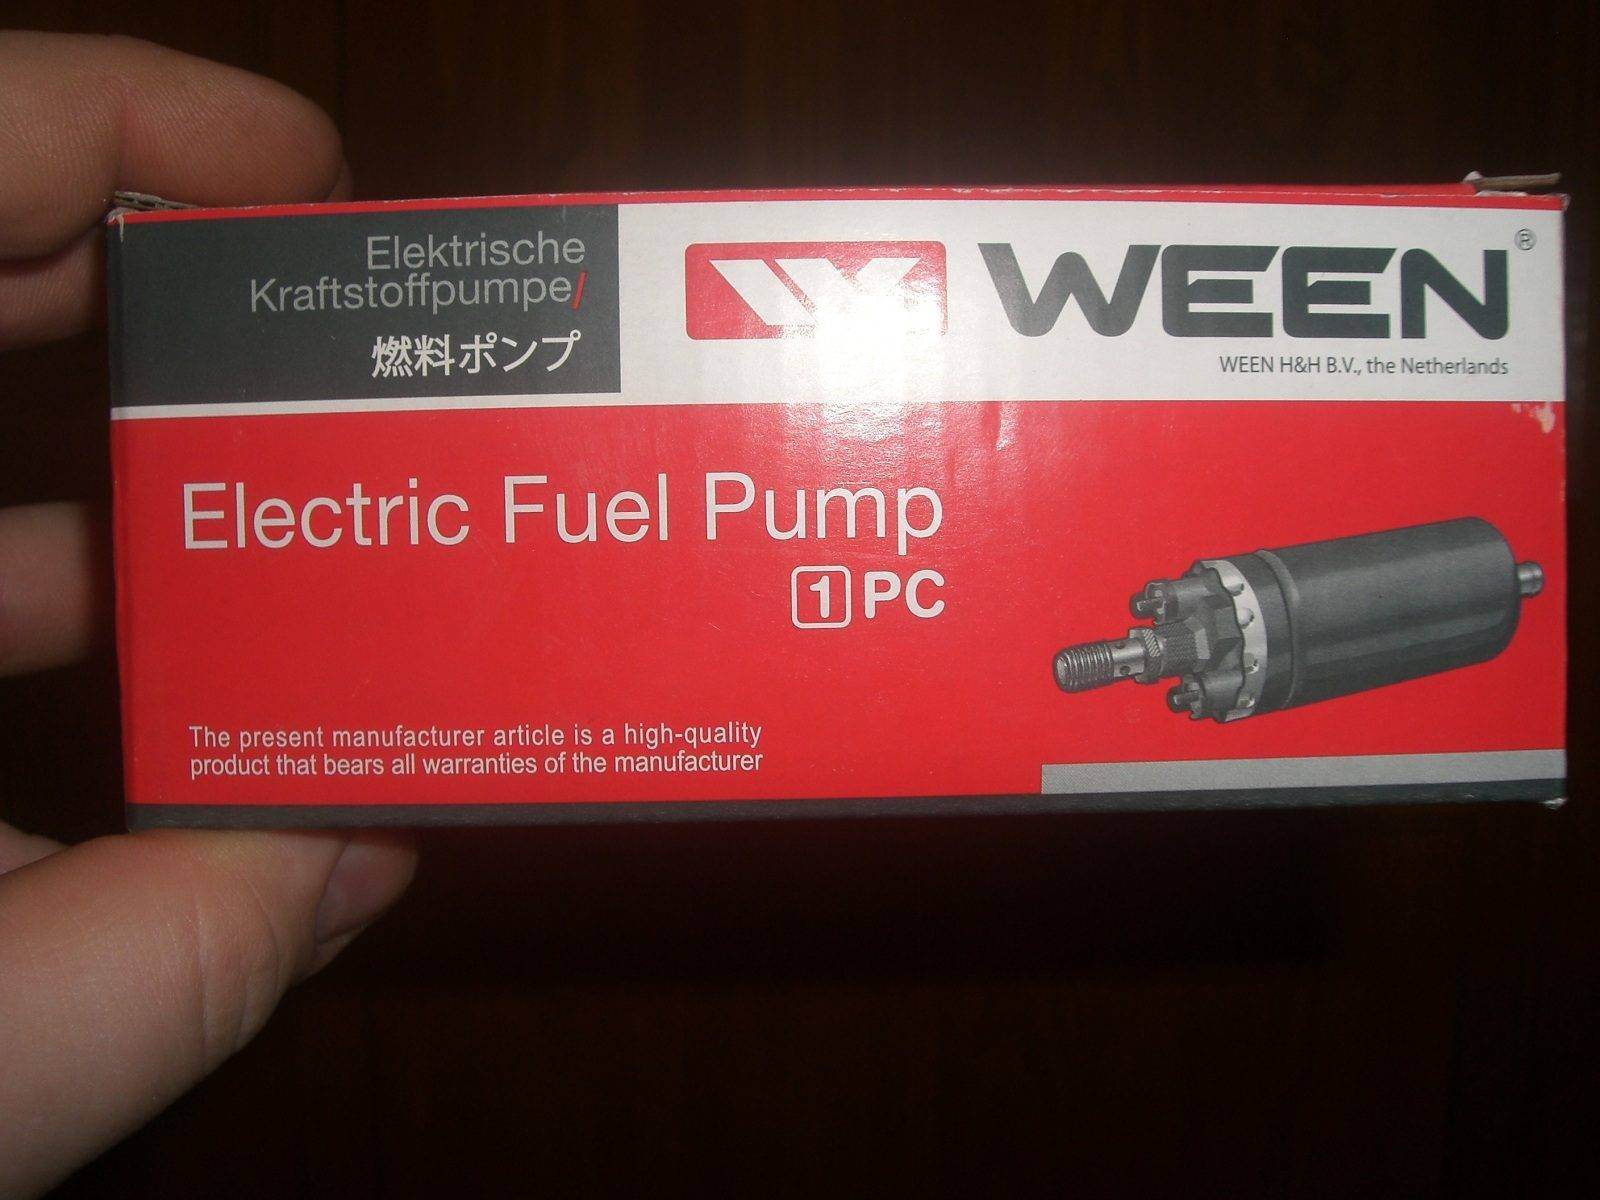 Elektrische
Kraftstoffpumpe/
燃料ポンプ
WEEN®
WEEN H&H B.V., the Netherlands
Electric Fuel Pump
1 PC
The present manufacturer article is a high-quality
product that bears all warranties of the manufacturer